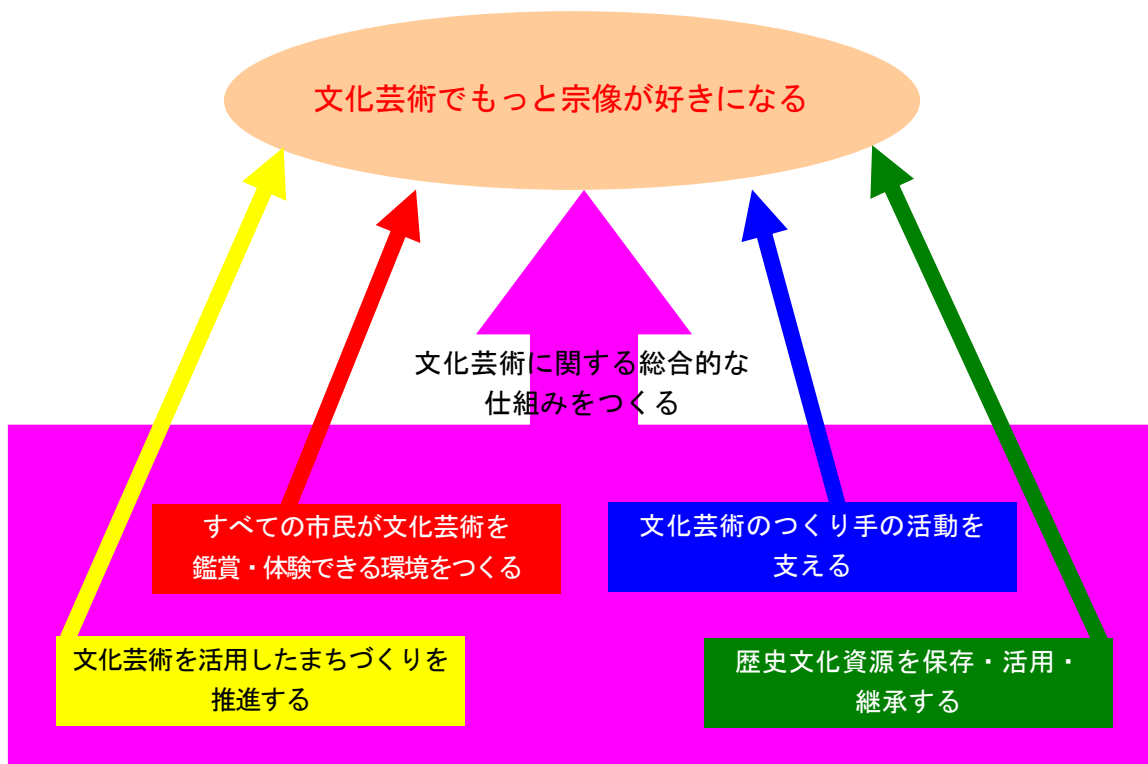 文化芸術でもっと宗像が好きになる
文化芸術に関する総合的な
仕組みをつくる
すべての市民が文化芸術を
鑑賞・体験できる環境をつくる
文化芸術のつくり手の活動を
支える
文化芸術を活用したまちづくりを
推進する
歴史文化資源を保存・活用・
継承する